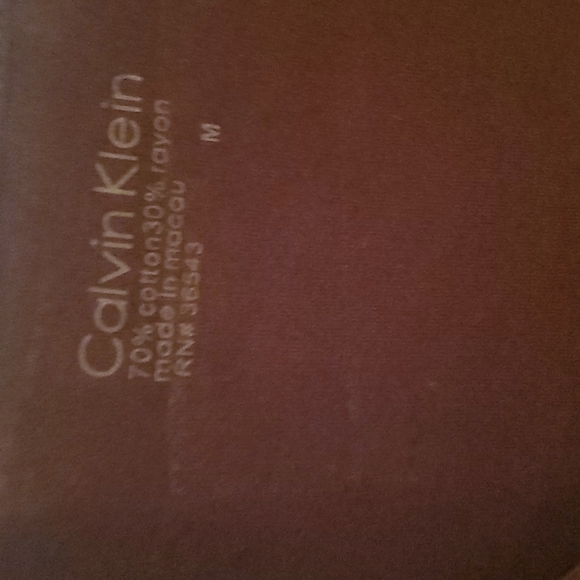 Calvin Klein
70% cotton30% rayon
made in macau
RN# 36543
M